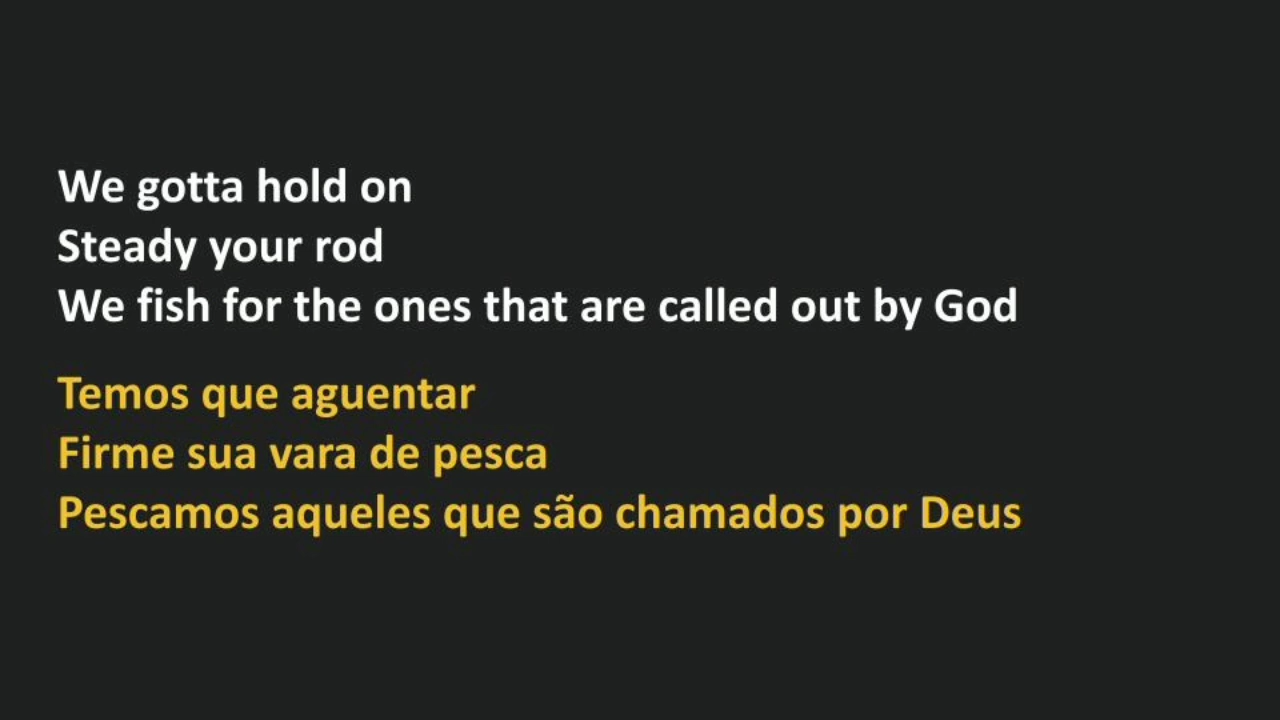 We gotta hold on
Steady your rod
We fish for the ones that are called out by God
Temos que aguentar
Firme sua vara de pesca
Pescamos aqueles que são chamados por Deus